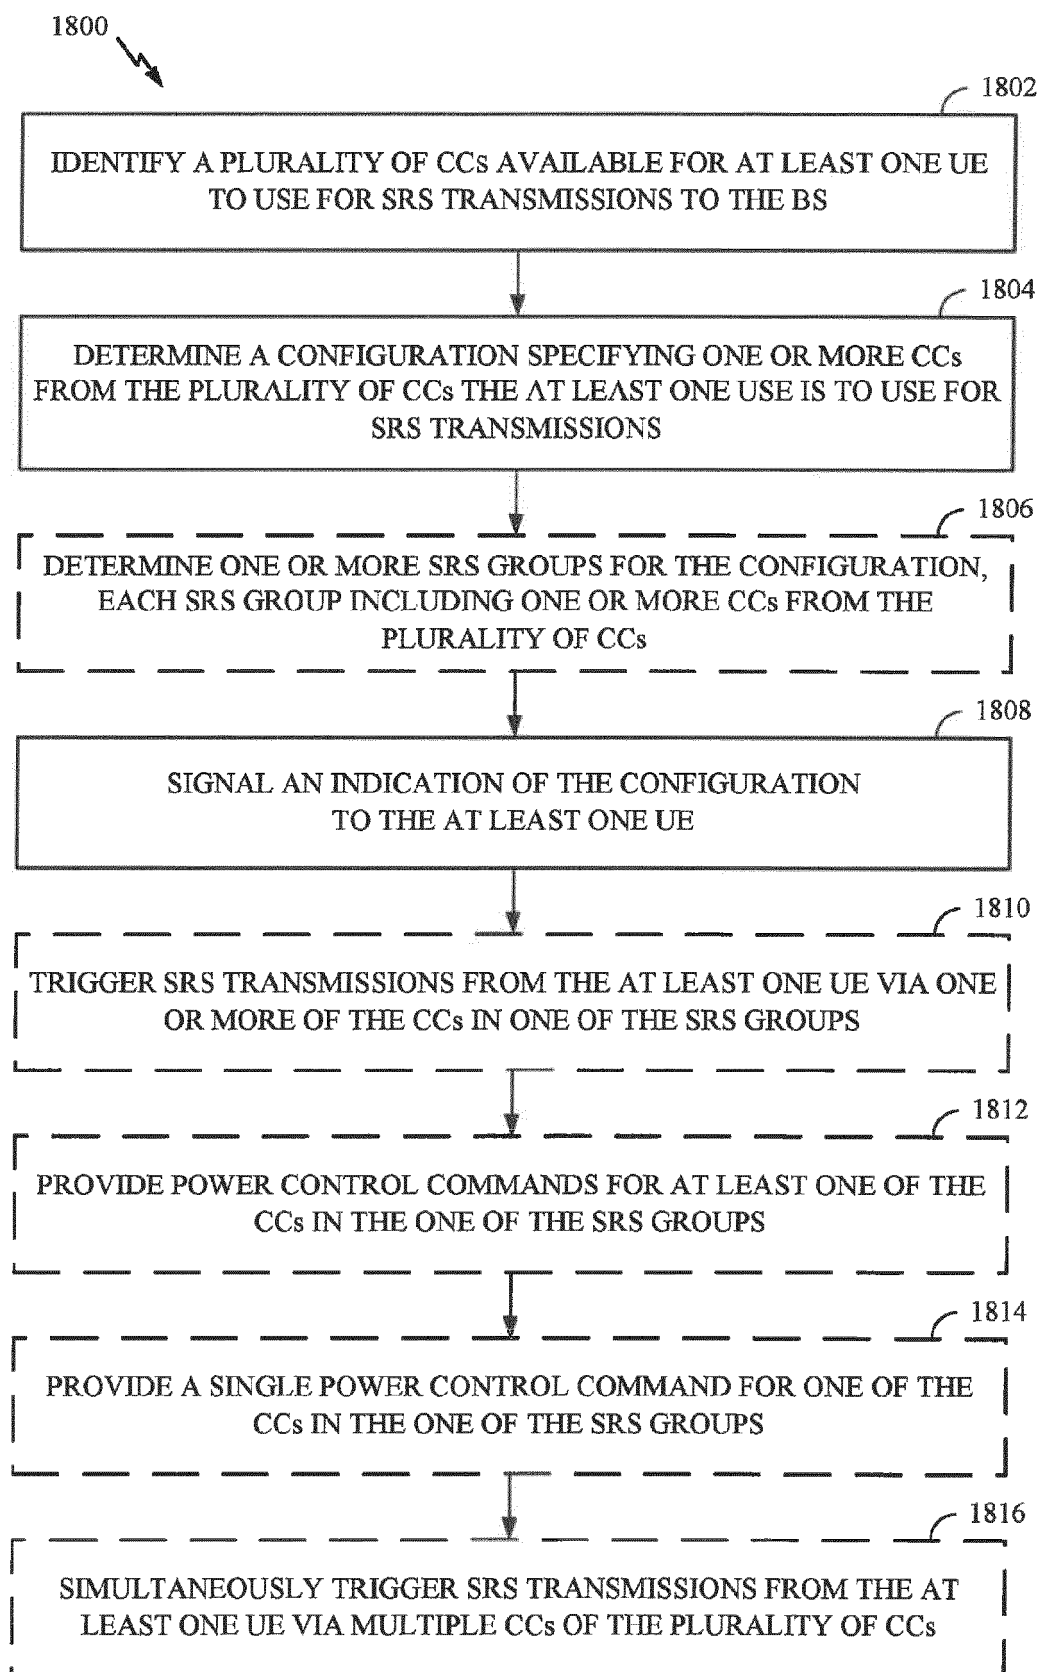 1800
1802
IDENTIFY A PLURALITY OF CCs AVAILABLE FOR AT LEAST ONE UE
TO USE FOR SRS TRANSMISSIONS TO THE BS
1804
DETERMINE A CONFIGURATION SPECIFYING ONE OR MORE CCs
FROM THE PLURALITY OF CCs THE AT LEAST ONE USE IS TO USE FOR
SRS TRANSMISSIONS
1806
DETERMINE ONE OR MORE SRS GROUPS FOR THE CONFIGURATION,
EACH SRS GROUP INCLUDING ONE OR MORE CCs FROM THE
PLURALITY OF CCs
1808
SIGNAL AN INDICATION OF THE CONFIGURATION
TO THE AT LEAST ONE UE
1810
TRIGGER SRS TRANSMISSIONS FROM THE AT LEAST ONE UE VIA ONE
OR MORE OF THE CCs IN ONE OF THE SRS GROUPS
1812
PROVIDE POWER CONTROL COMMANDS FOR AT LEAST ONE OF THE
CCs IN THE ONE OF THE SRS GROUPS
1814
PROVIDE A SINGLE POWER CONTROL COMMAND FOR ONE OF THE
CCs IN THE ONE OF THE SRS GROUPS
1816
SIMULTANEOUSLY TRIGGER SRS TRANSMISSIONS FROM THE AT
LEAST ONE UE VIA MULTIPLE CCs OF THE PLURALITY OF CCs